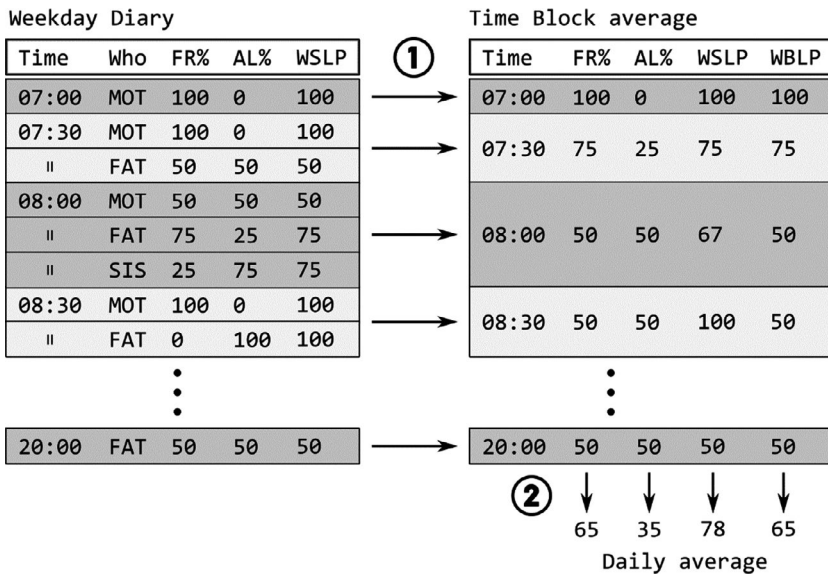 Weekday Diary Time Block average
Time Who FR% AL% WSLP ① Time FR% AL% WSLP WBLP
07:00 MOT 100 0 100 07:00 100 0 100 100
07:30 MOT 100 0 100
07:30 75 25 75 75
" FAT 50 50 50
08:00 MOT 50 50 50
" FAT 75 25 75 08:00 50 50 67 50
" SIS 25 75 75
08:30 MOT 100 0 100
08:30 50 50 100 50
" FAT 0 100 100
20:00 FAT 50 50 50 20:00 50 50 50 50
②
65 35 78 65
Daily average